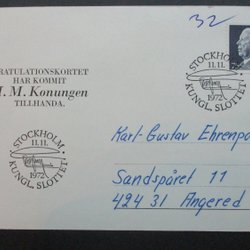 32
GRATULATIONSKORTET
HAR KOMMIT
H. M. Konungen
TILLHANDA.
STOCKHOLM
11.11.
1972
KUNGL. SLOTTET
STOCKHOLM
11.11.
1972
KUNGL. SLOTTET
Karl-Gustav Ehrenpo
Sandspåret 11
424 31 Angered